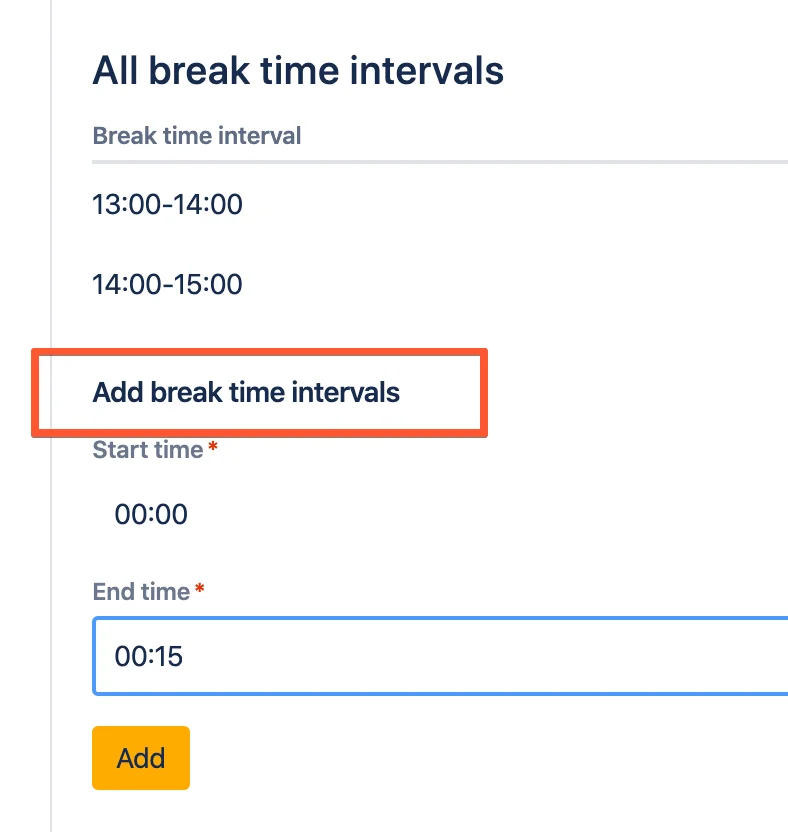 All break time intervals
Break time interval
13:00-14:00
14:00-15:00
Add break time intervals
Start time *
00:00
End time *
00:15
Add